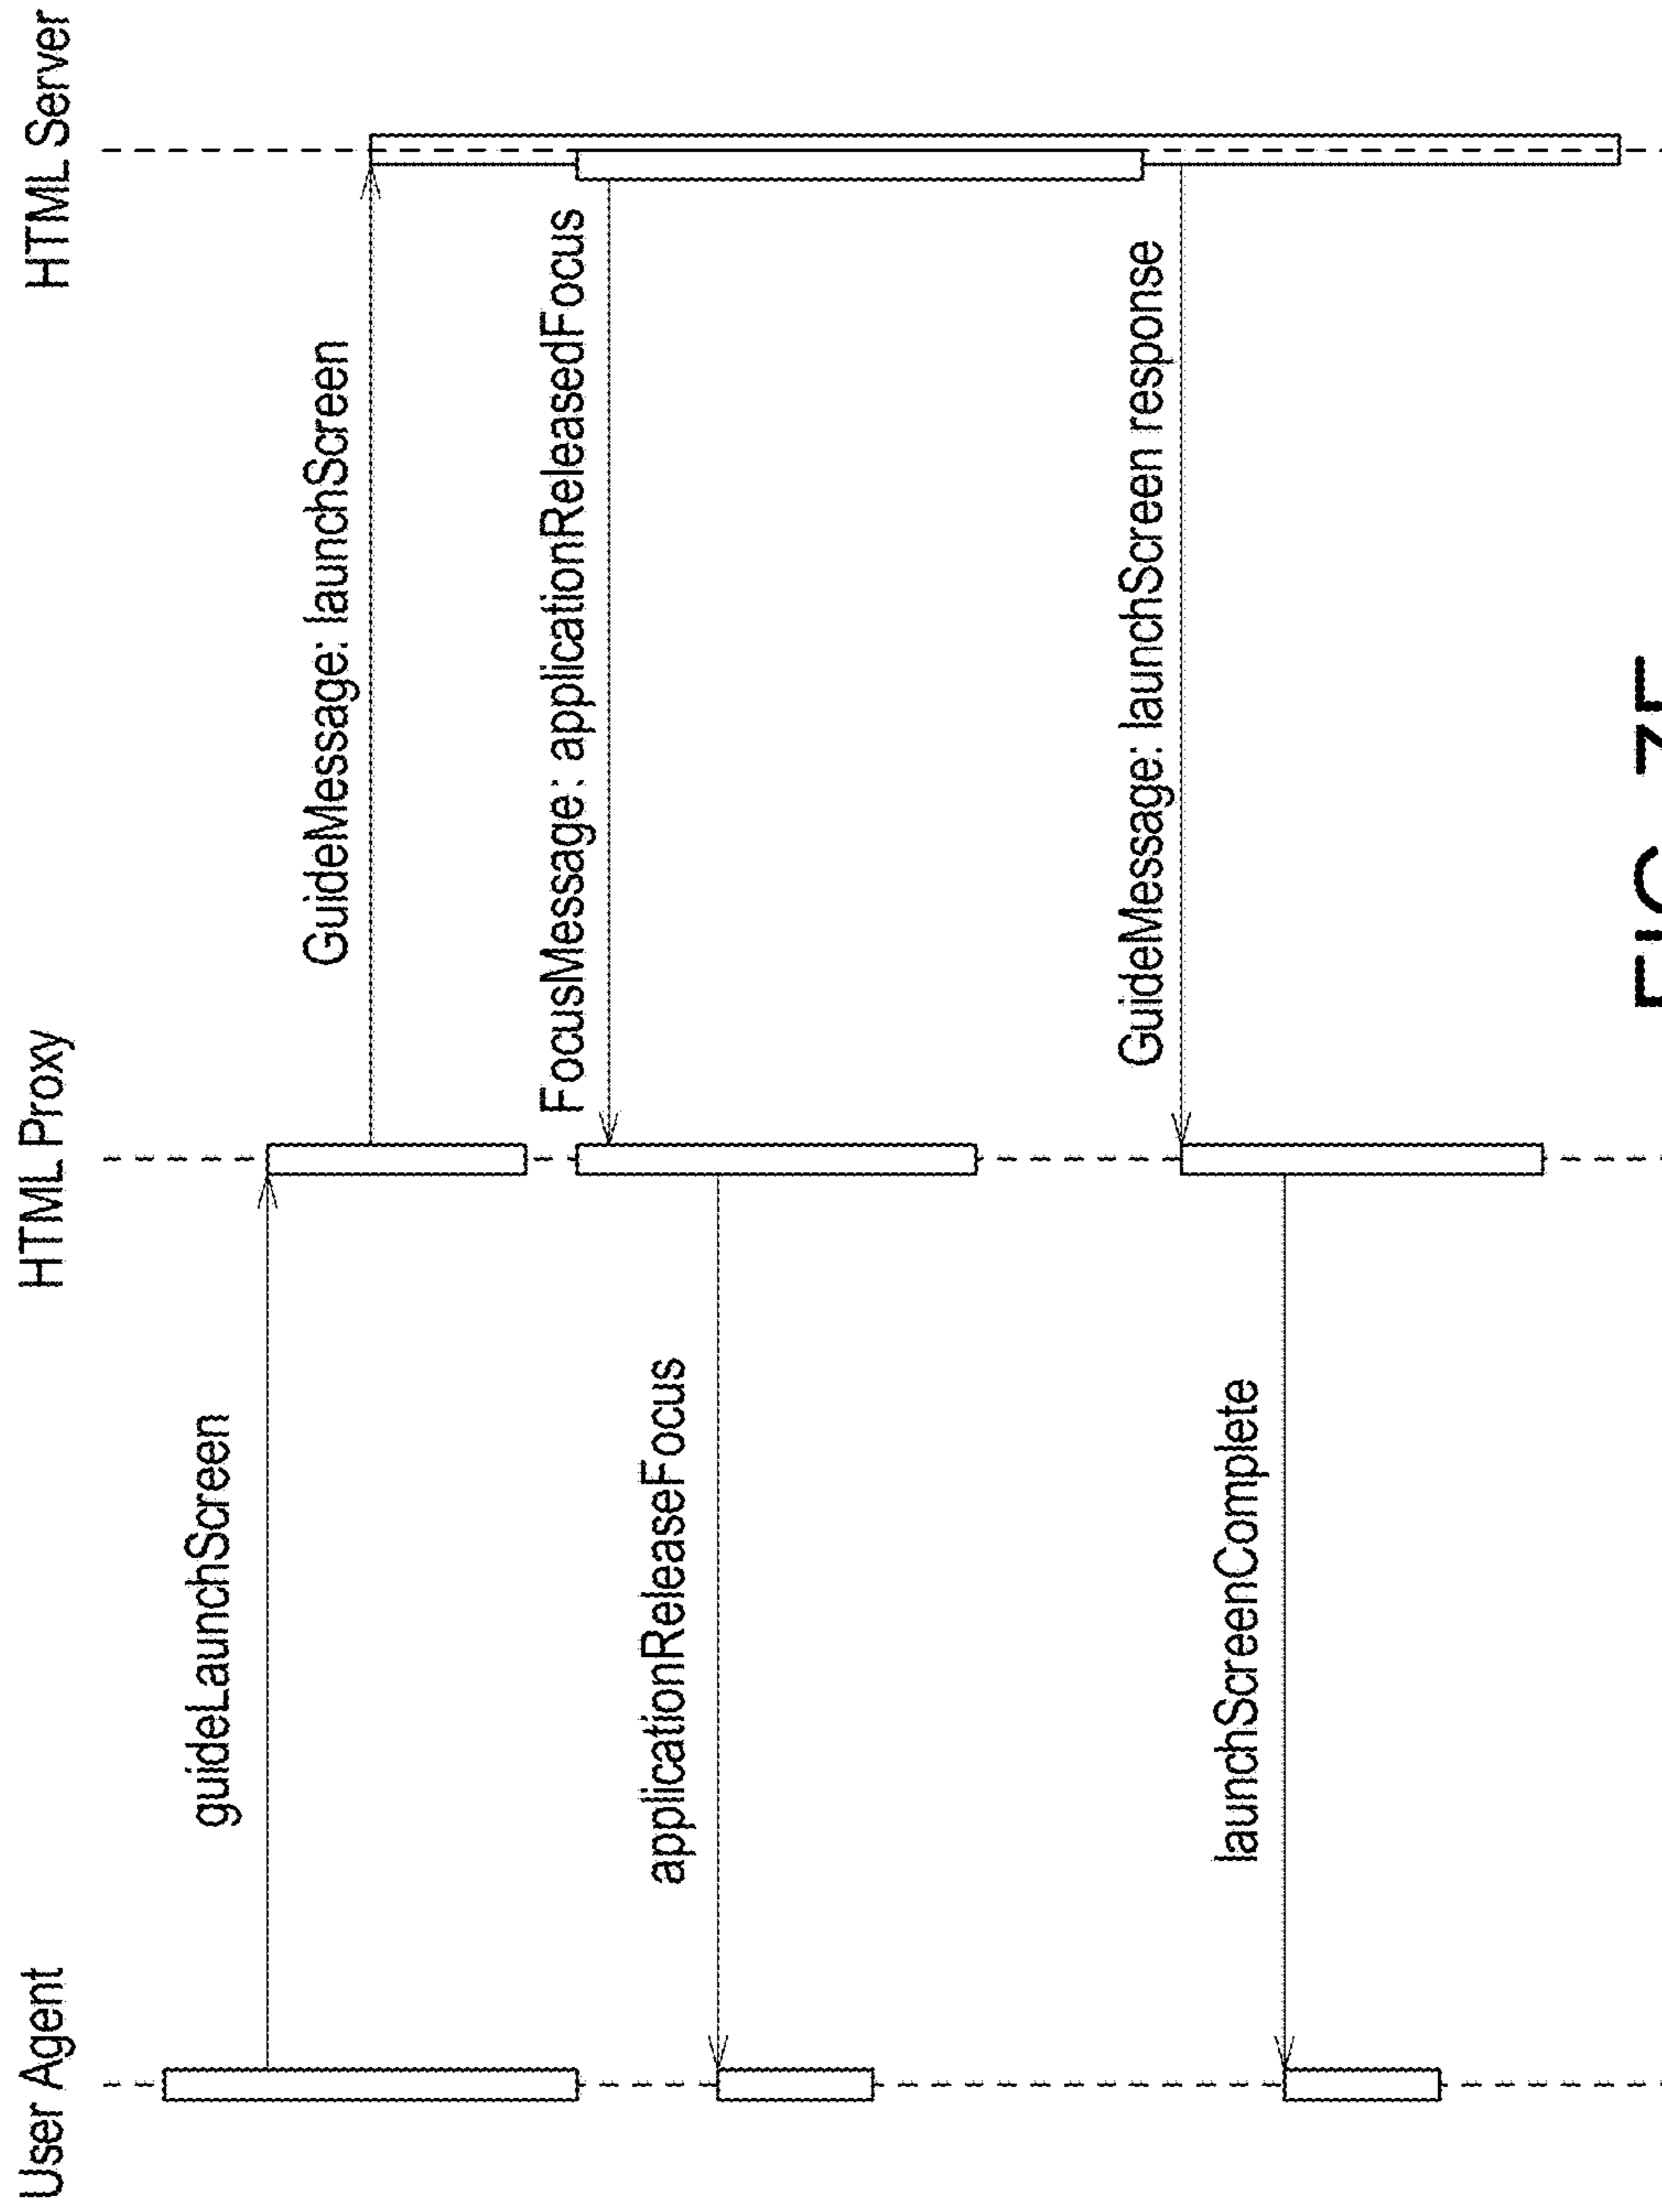 User Agent
HTML Proxy
HTML Server
guideLaunchScreen
GuideMessage: launchScreen
FocusMessage: applicationReleasedFocus
applicationReleaseFocus
GuideMessage: launchScreen response
launchScreenComplete